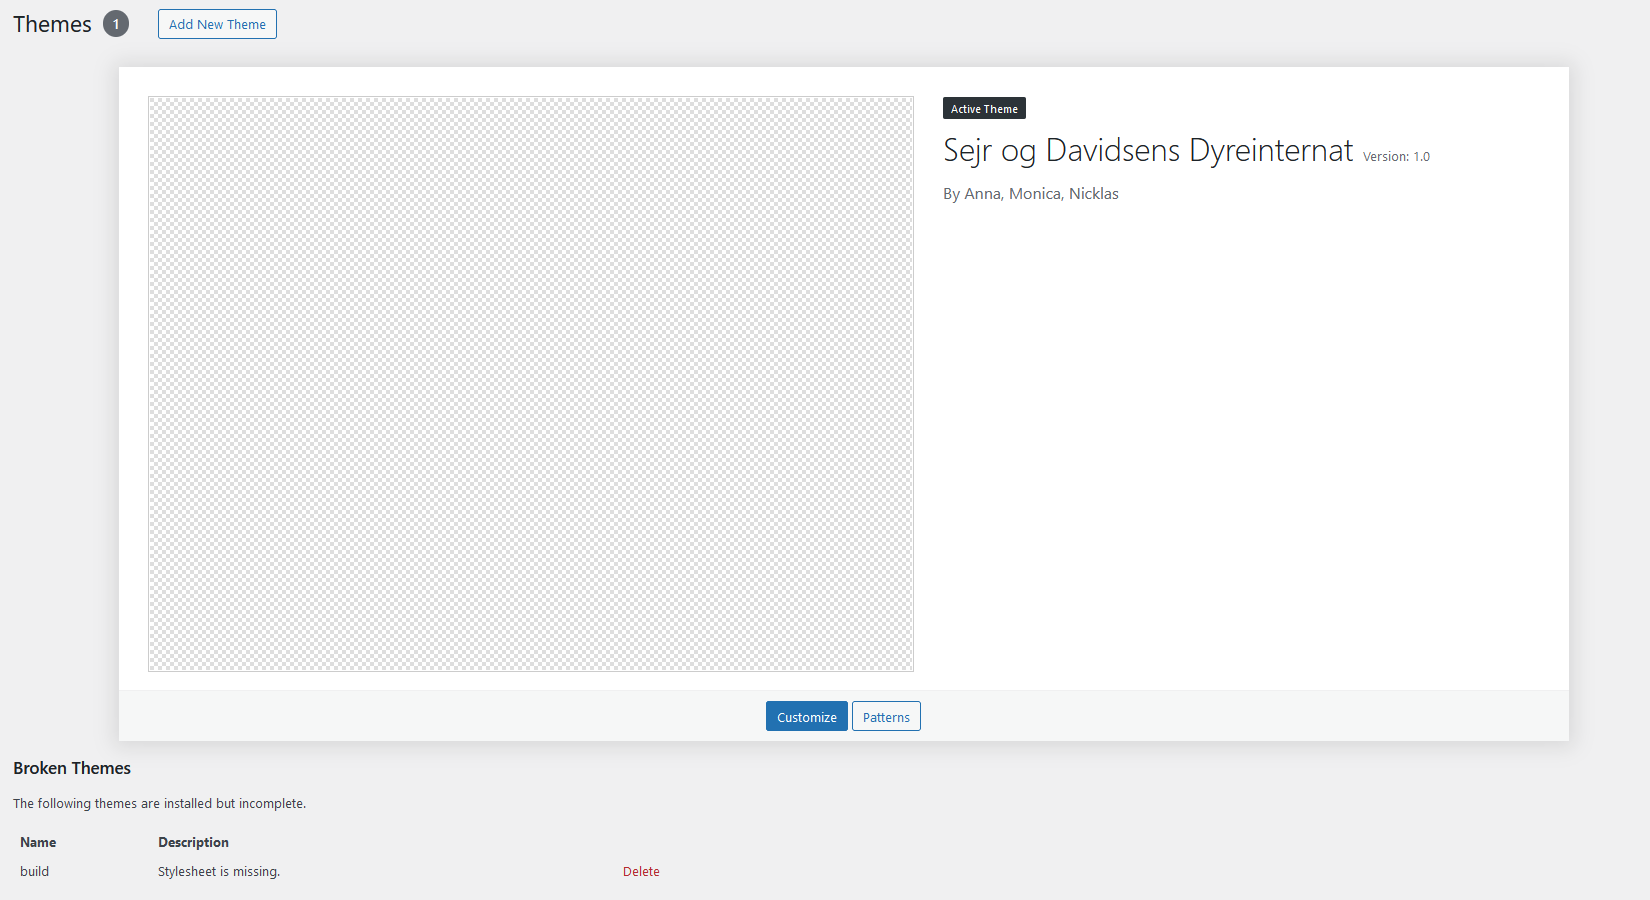 Themes 1 Add New Theme
Active Theme
Sejr og Davidsens Dyreinternat Version: 1.0
By Anna, Monica, Nicklas
Customize Patterns
Broken Themes
The following themes are installed but incomplete.
Name Description
build Stylesheet is missing. Delete